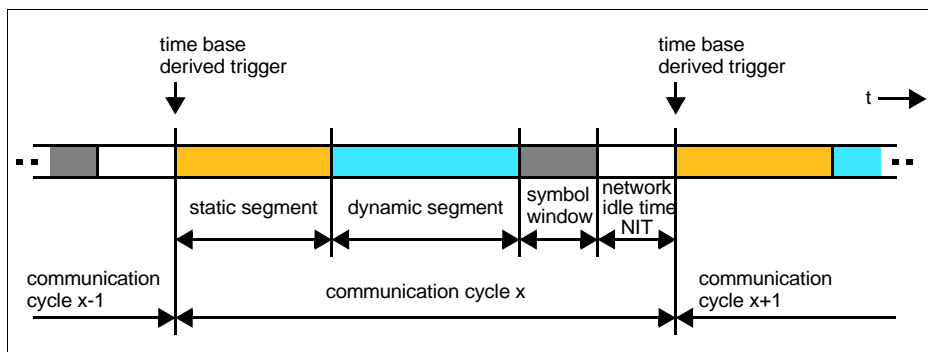 time base
derived trigger
time base
derived trigger
t
static segment
dynamic segment
symbol
window
network
idle time
NIT
communication
cycle x-1
communication cycle x
communication
cycle x+1